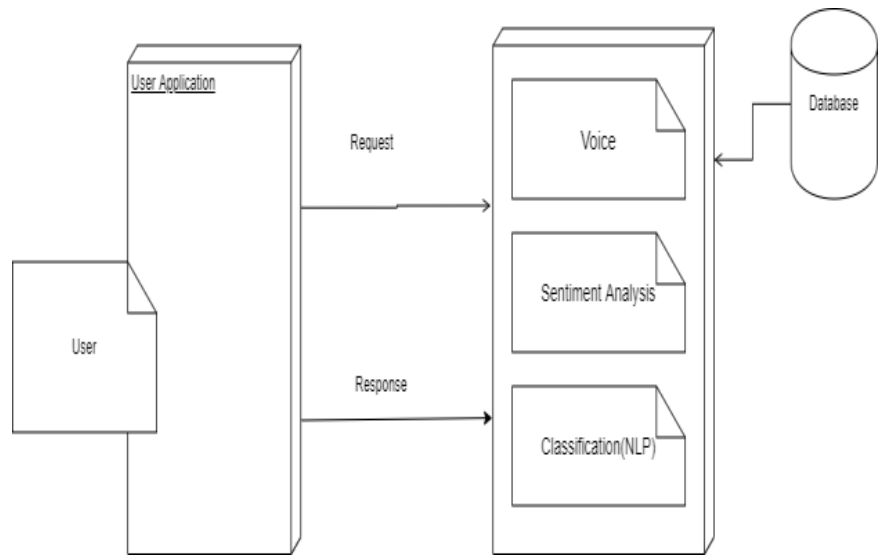 User Application
Database
Request
Voice
Sentiment Analysis
User
Response
Classification(NLP)